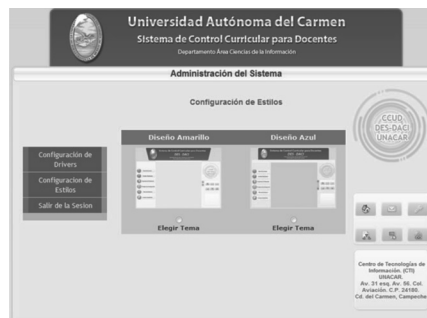 Universidad Autónoma del Carmen
Sistema de Control Curricular para Docentes
Departamento Área Ciencias de la Información
Administración del Sistema
Configuración de Estilos
Configuración de
Drivers
Configuracion de
Estilos
Salir de la Sesion
Diseño Amarillo
Diseño Azul
Elegir Tema
Elegir Tema
CCUD
DES-DACI
UNACAR
Centro de Tecnologías de
Información. (CTI)
UNACAR.
Av. 31 esq. Av. 56. Col.
Aviación. C.P. 24180.
Cd. del Carmen, Campeche